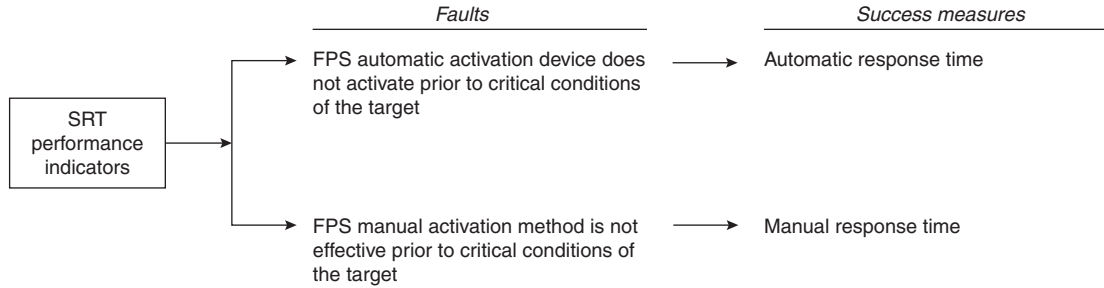 Faults
Success measures
FPS automatic activation device does
not activate prior to critical conditions
of the target
Automatic response time
SRT
performance
indicators
FPS manual activation method is not
effective prior to critical conditions of
the target
Manual response time